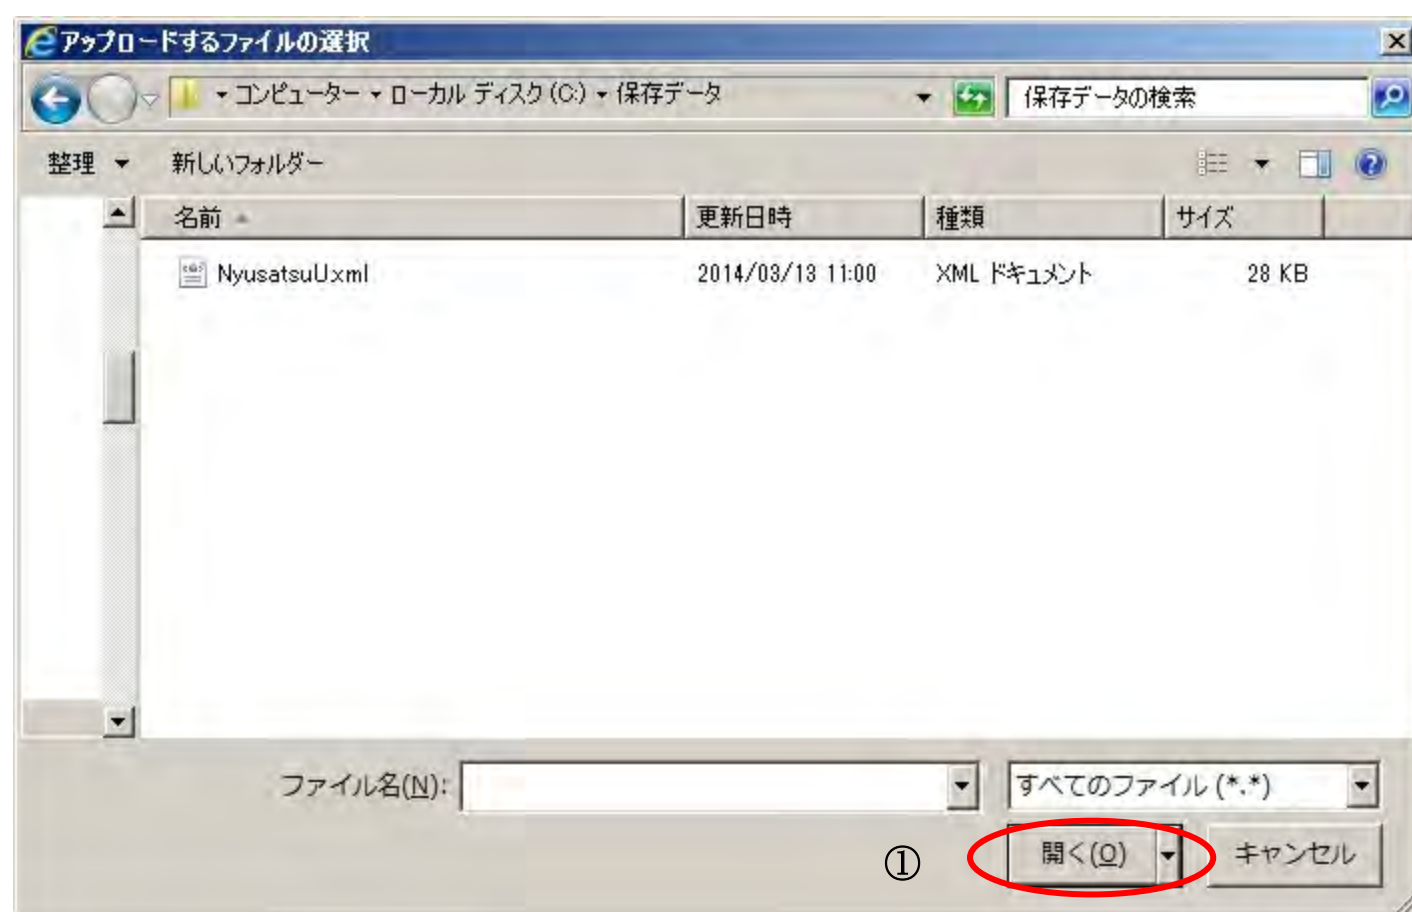 アップロードするファイルの選択
コンピューター ローカル ディスク (C:) 保存データ 保存データの検索
整理 新しいフォルダー
名前 更新日時 種類 サイズ
NyusatsuU.xml 2014/03/13 11:00 XML ドキュメント 28 KB
ファイル名(N): すべてのファイル (*.*)
① 開く(O) キャンセル